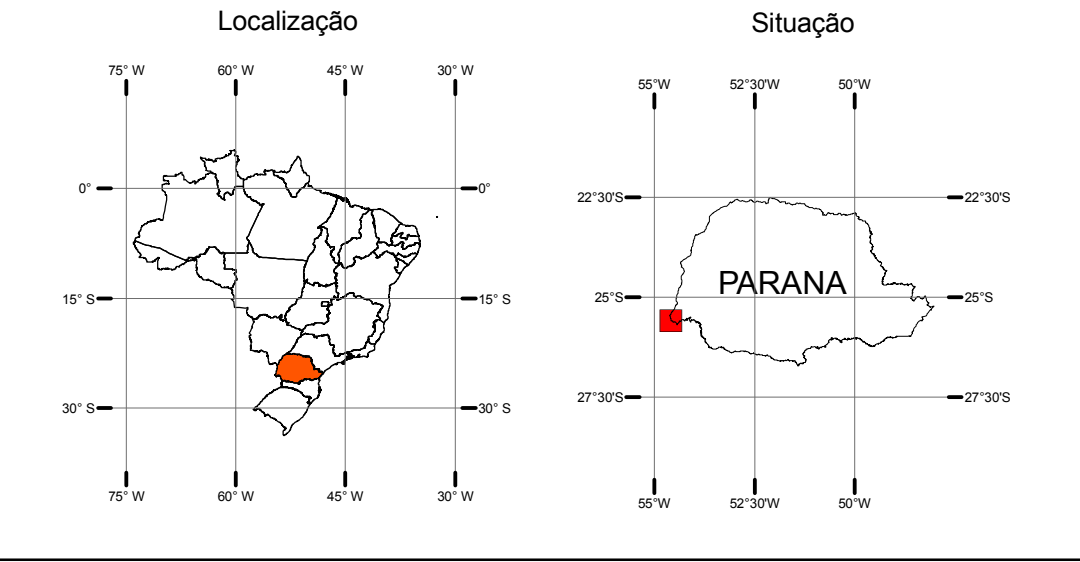 Localização
75° W 60° W 45° W 30° W
0° 0°
15° S 15° S
30° S 30° S
75° W 60° W 45° W 30° W
Situação
55°W 52°30'W 50°W
22°30'S 22°30'S
PARANA
25°S 25°S
27°30'S 27°30'S
55°W 52°30'W 50°W